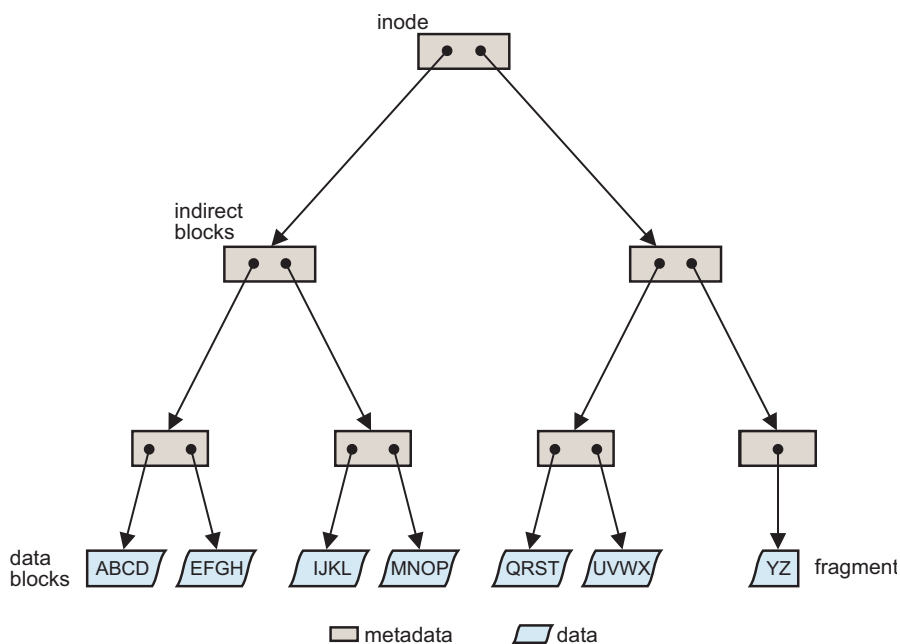 inode
indirect
blocks
data
blocks
ABCD
EFGH
IJKL
MNOP
QRST
UVWX
YZ
fragment
metadata
data